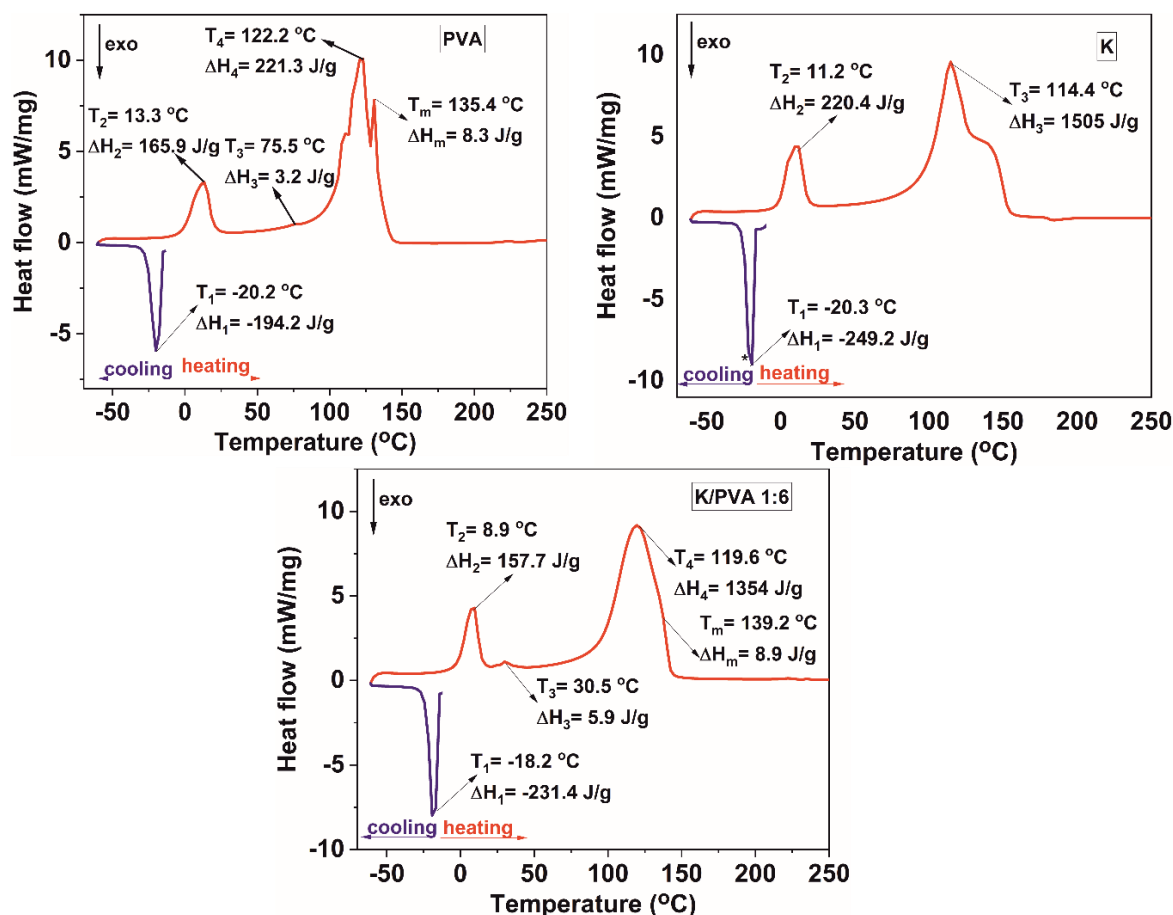 exo
PVA
T4= 122.2 °C
ΔH4= 221.3 J/g
T2= 13.3 °C
ΔH2= 165.9 J/g
T3= 75.5 °C
ΔH3= 3.2 J/g
Tm= 135.4 °C
ΔHm= 8.3 J/g
T1= -20.2 °C
ΔH1= -194.2 J/g
cooling heating
10
5
0
-5
Heat flow (mW/mg)
-50 0 50 100 150 200 250
Temperature (°C)
exo
K
T2= 11.2 °C
ΔH2= 220.4 J/g
T3= 114.4 °C
ΔH3= 1505 J/g
T1= -20.3 °C
ΔH1= -249.2 J/g
*
cooling heating
10
5
0
-5
-10
Heat flow (mW/mg)
-50 0 50 100 150 200 250
Temperature (°C)
exo
K/PVA 1:6
T2= 8.9 °C
ΔH2= 157.7 J/g
T4= 119.6 °C
ΔH4= 1354 J/g
Tm= 139.2 °C
ΔHm= 8.9 J/g
T3= 30.5 °C
ΔH3= 5.9 J/g
T1= -18.2 °C
ΔH1= -231.4 J/g
cooling heating
10
5
0
-5
-10
Heat flow (mW/mg)
-50 0 50 100 150 200 250
Temperature (°C)